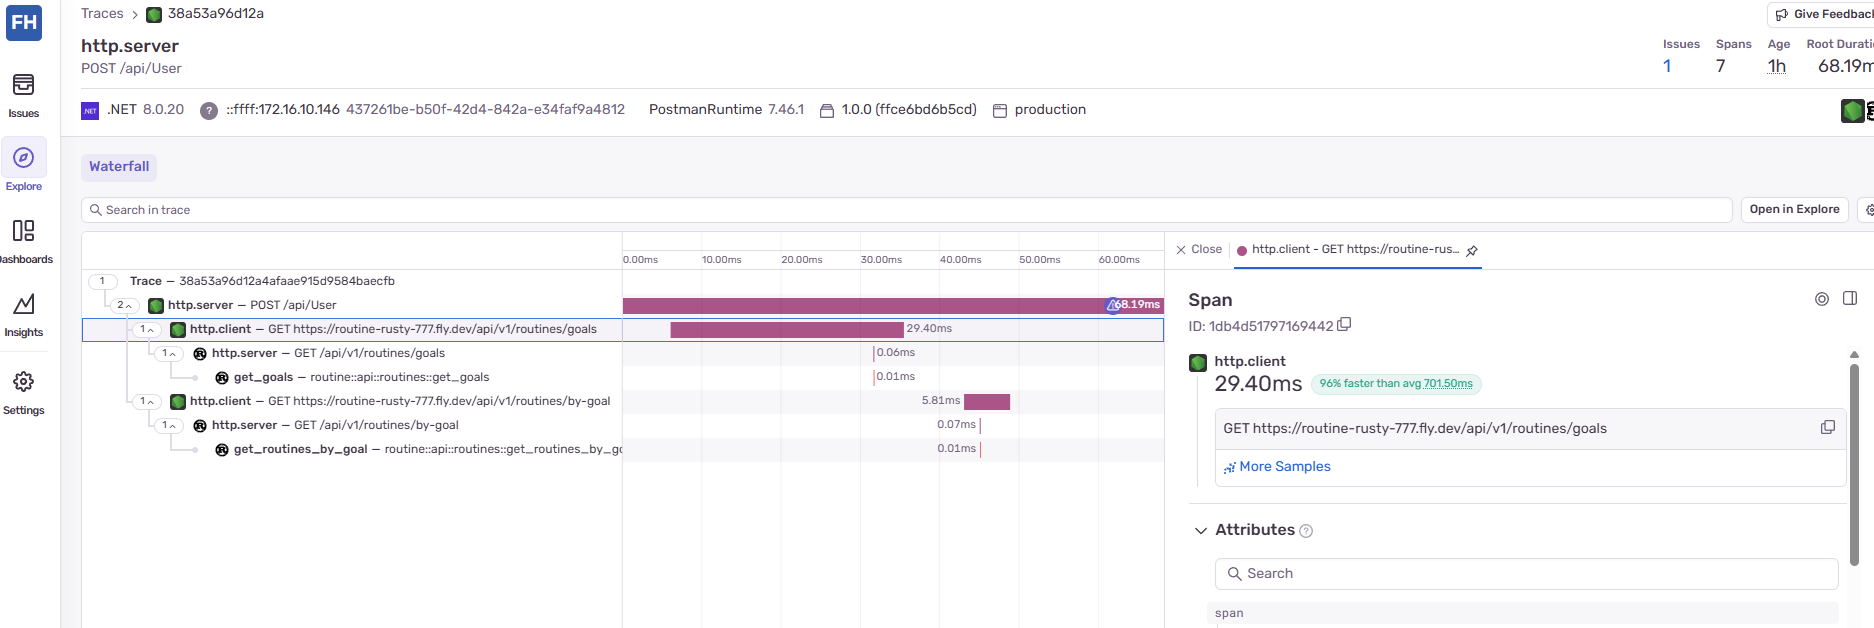 FH
Traces > 38a53a96d12a
Give Feedbac
http.server
POST /api/User
Issues Spans Age Root Durati
1 7 1h 68.19m
.NET .NET 8.0.20 ? ::ffff:172.16.10.146 437261be-b50f-42d4-842a-e34faf9a4812 PostmanRuntime 7.46.1 1.0.0 (ffce6bd6b5cd) production
Issues
Explore
ashboards
Insights
Settings
Waterfall
Search in trace
Open in Explore
0.00ms 10.00ms 20.00ms 30.00ms 40.00ms 50.00ms 60.00ms
1 Trace — 38a53a96d12a4afaae915d9584baecfb
2 http.server — POST /api/User 68.19ms
1 http.client — GET https://routine-rusty-777.fly.dev/api/v1/routines/goals 29.40ms
1 http.server — GET /api/v1/routines/goals 0.06ms
get_goals — routine::api::routines::get_goals 0.01ms
1 http.client — GET https://routine-rusty-777.fly.dev/api/v1/routines/by-goal 5.81ms
1 http.server — GET /api/v1/routines/by-goal 0.07ms
get_routines_by_goal — routine::api::routines::get_routines_by_go 0.01ms
Close http.client - GET https://routine-rus...
Span
ID: 1db4d51797169442
http.client
29.40ms 96% faster than avg 701.50ms
GET https://routine-rusty-777.fly.dev/api/v1/routines/goals
More Samples
Attributes ?
Search
span